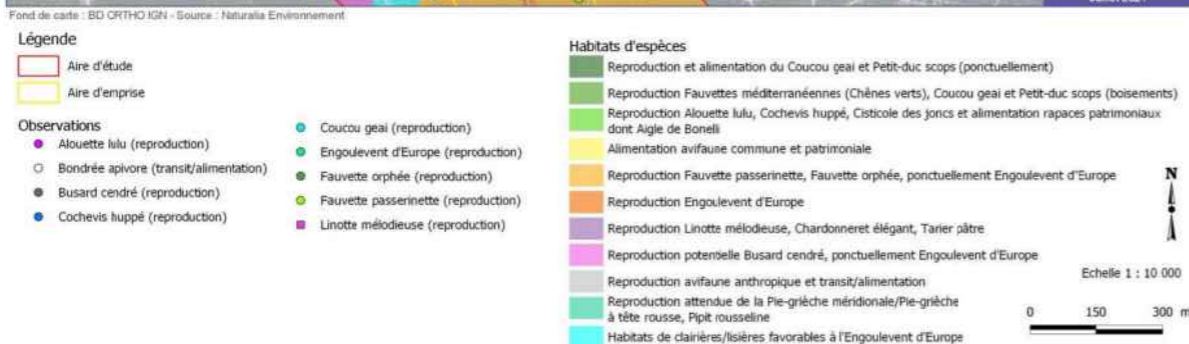 Fond de carte : BD ORTHO IGN - Source : Naturalia Environnement
Légende
Aire d'étude
Aire d'emprise
Observations
Alouette lulu (reproduction)
Bondrée apivore (transit/alimentation)
Busard cendré (reproduction)
Cochevis huppé (reproduction)
Coucou geai (reproduction)
Engoulevent d'Europe (reproduction)
Fauvette orphée (reproduction)
Fauvette passerinette (reproduction)
Linotte mélodieuse (reproduction)
Habitats d'espèces
Reproduction et alimentation du Coucou geai et Petit-duc scops (ponctuellement)
Reproduction Fauvettes méditerranéennes (Chênes verts), Coucou geai et Petit-duc scops (boisements)
Reproduction Alouette lulu, Cochevis huppé, Cisticole des joncs et alimentation rapaces patrimoniaux
dont Aigle de Bonelli
Alimentation avifaune commune et patrimoniale
Reproduction Fauvette passerinette, Fauvette orphée, ponctuellement Engoulevent d'Europe
Reproduction Engoulevent d'Europe
Reproduction Linotte mélodieuse, Chardonneret élégant, Tarier pâtre
Reproduction potentielle Busard cendré, ponctuellement Engoulevent d'Europe
Reproduction avifaune anthropique et transit/alimentation
Reproduction attendue de la Pie-grièche méridionale/Pie-grièche
à tête rousse, Pipit rousseline
Habitats de clairières/lisières favorables à l'Engoulevent d'Europe
N
Echelle 1 : 10 000
0 150 300 m